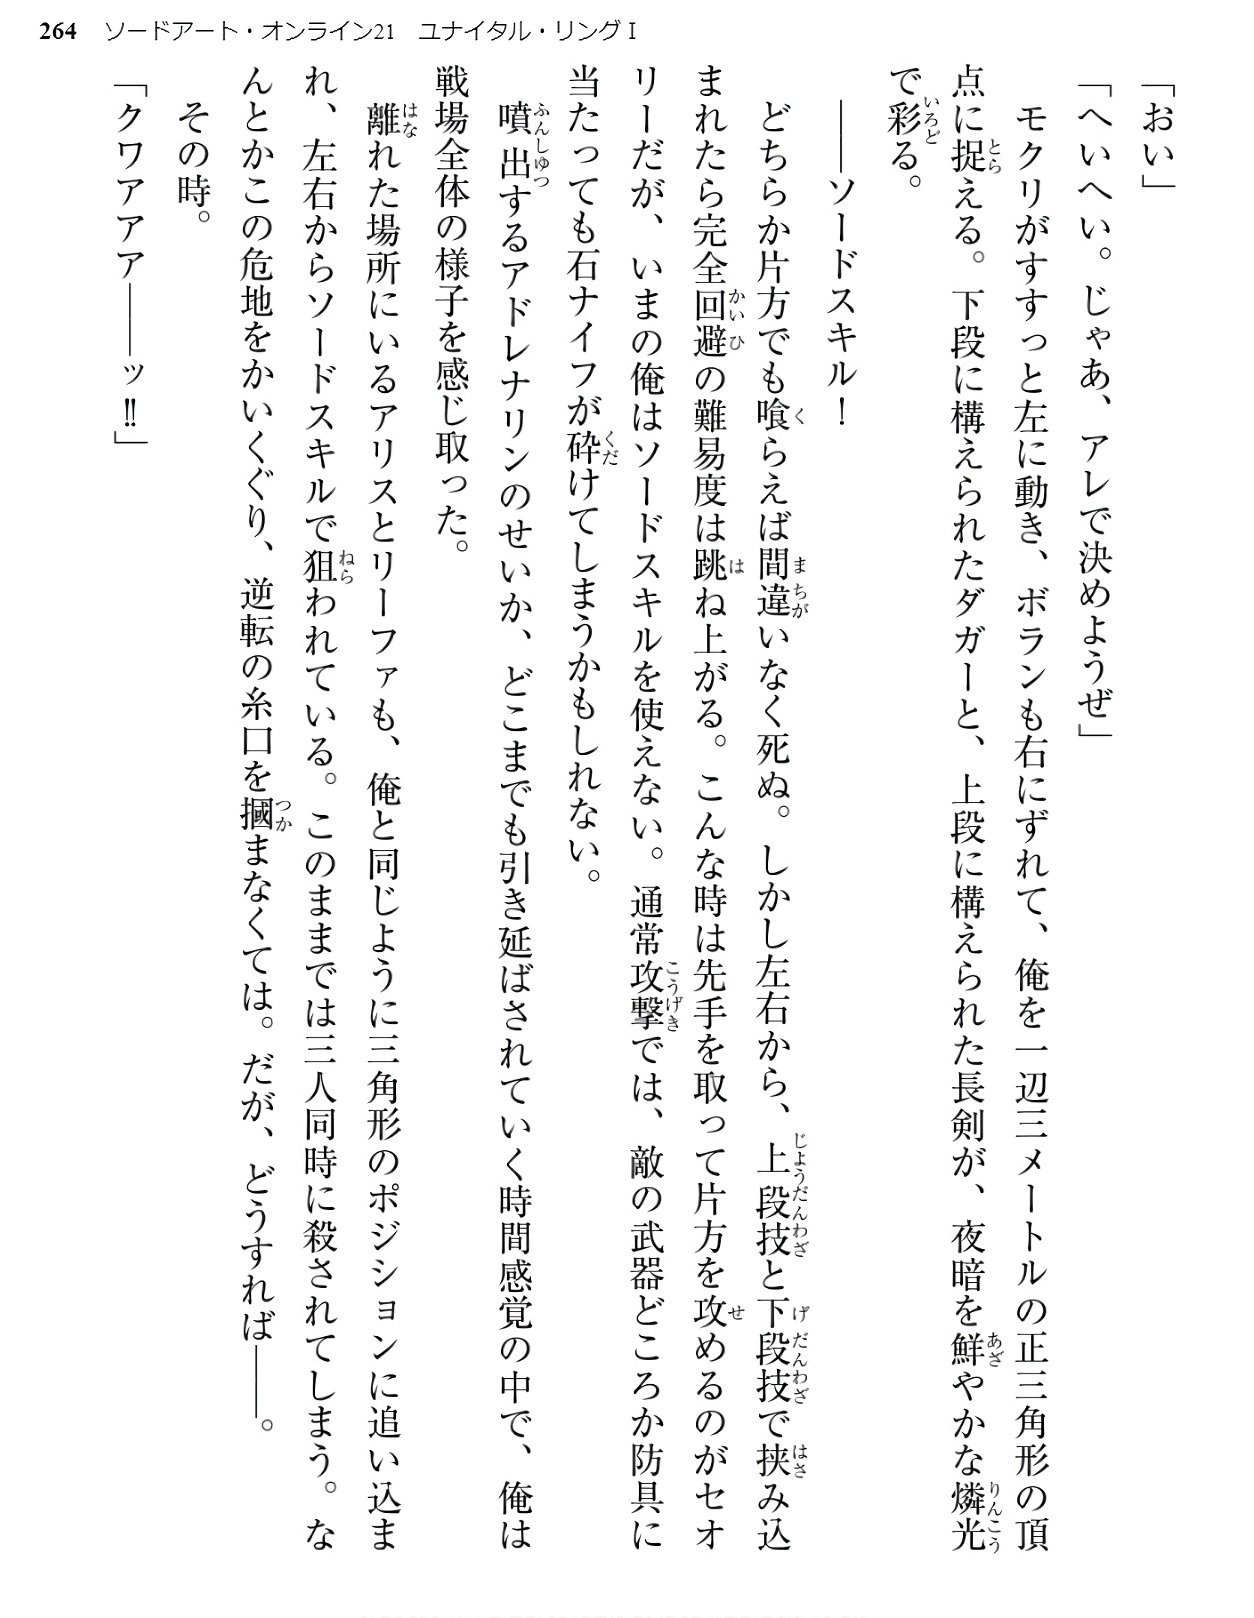 264 ソードアート・オンライン21 ユナイタル・リングⅠ
「おい」
「へいへい。じゃあ、アレで決めようぜ」
モクリがすすっと左に動き、ボランも右にずれて、俺を一辺三メートルの正三角形の頂
点に捉える。下段に構えられたダガーと、上段に構えられた長剣が、夜暗を鮮やかな燐光
で彩る。
――ソードスキル！
どちらか片方でも喰らえば間違いなく死ぬ。しかし左右から、上段技と下段技で挟み込
まれたら完全回避の難易度は跳ね上がる。こんな時は先手を取って片方を攻めるのがセオ
リーだが、いまの俺はソードスキルを使えない。通常攻撃では、敵の武器どころか防具に
当たっても石ナイフが砕けてしまうかもしれない。
噴出するアドレナリンのせいか、どこまでも引き延ばされていく時間感覚の中で、俺は
戦場全体の様子を感じ取った。
離れた場所にいるアリスとリーファも、俺と同じように三角形のポジションに追い込ま
れ、左右からソードスキルで狙われている。このままでは三人同時に殺されてしまう。な
んとかこの危地をかいくぐり、逆転の糸口を摑まなくては。だが、どうすれば――。
その時。
「クワアアア――ッ!!」